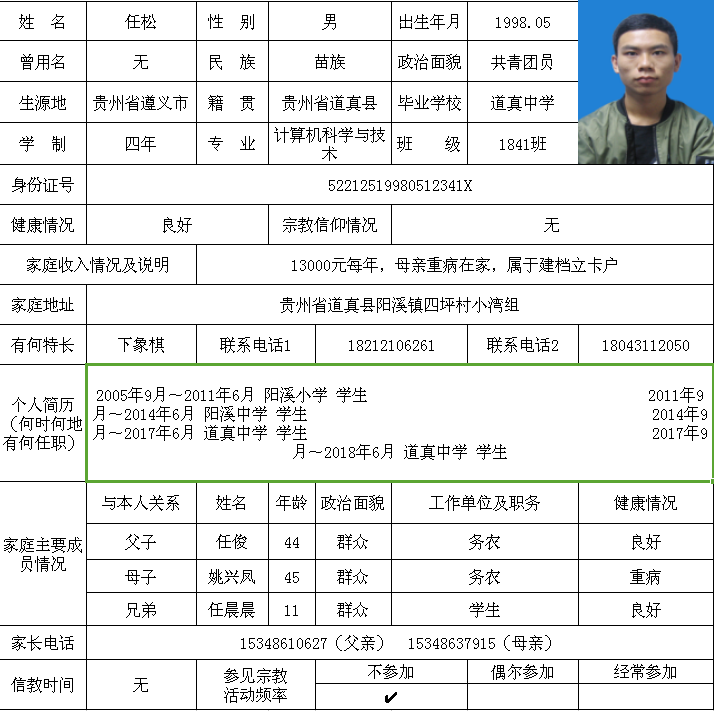 姓 名 任松 性 别 男 出生年月 1998.05
曾用名 无 民 族 苗族 政治面貌 共青团员
生源地 贵州省遵义市 籍 贯 贵州省道真县 毕业学校 道真中学
学 制 四年 专 业 计算机科学与技术 班 级 1841班
身份证号 52212519980512341X
健康情况 良好 宗教信仰情况 无
家庭收入情况及说明 13000元每年，母亲重病在家，属于建档立卡户
家庭地址 贵州省道真县阳溪镇四坪村小湾组
有何特长 下象棋 联系电话1 18212106261 联系电话2 18043112050
个人简历
（何时何地
有何任职）
2005年9月～2011年6月 阳溪小学 学生 2011年9
月～2014年6月 阳溪中学 学生 2014年9
月～2017年6月 道真中学 学生 2017年9
月～2018年6月 道真中学 学生
家庭主要成
员情况
与本人关系 姓名 年龄 政治面貌 工作单位及职务 健康情况
父子 任俊 44 群众 务农 良好
母子 姚兴凤 45 群众 务农 重病
兄弟 任晨晨 11 群众 学生 良好
家长电话 15348610627（父亲） 15348637915（母亲）
信教时间 无 参见宗教
活动频率
不参加 偶尔参加 经常参加
✔